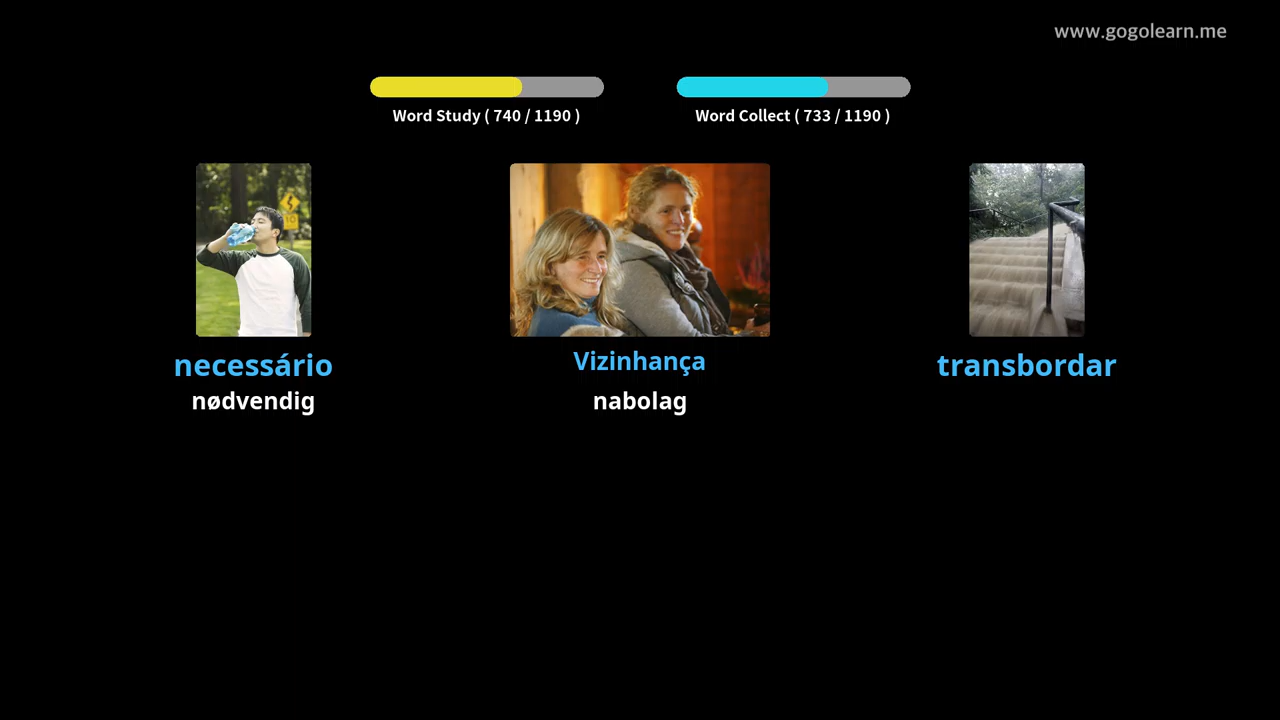 www.gogolearn.me
Word Study ( 740 / 1190 )
Word Collect ( 733 / 1190 )
necessário
nødvendig
Vizinhança
nabolag
transbordar